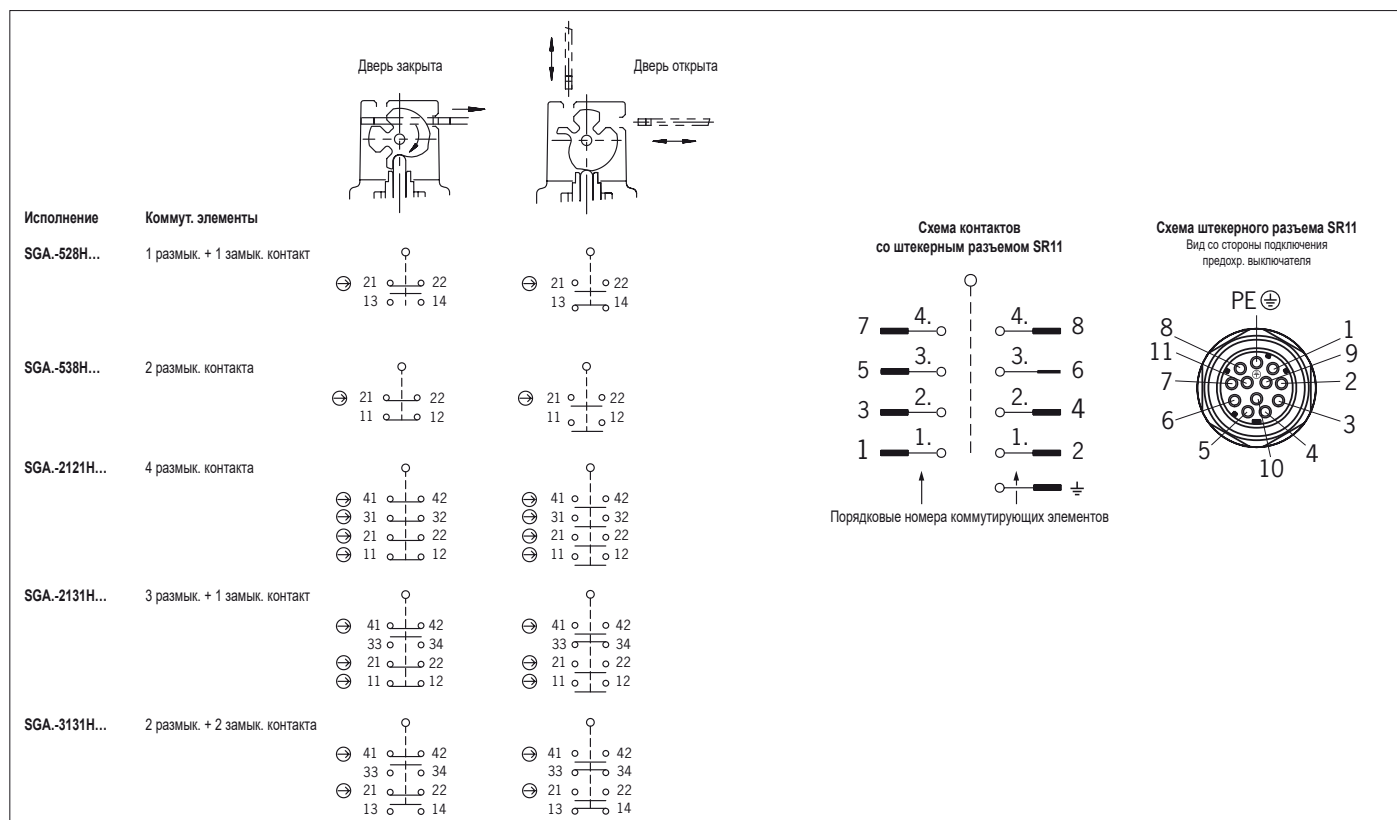 Дверь закрыта
Дверь открыта
Исполнение Коммут. элементы
SGA.-528H... 1 размык. + 1 замык. контакт
21 22 21 22
13 14 13 14
SGA.-538H... 2 размык. контакта
21 22 21 22
11 12 11 12
SGA.-2121H... 4 размык. контакта
41 42 41 42
31 32 31 32
21 22 21 22
11 12 11 12
SGA.-2131H... 3 размык. + 1 замык. контакт
41 42 41 42
33 34 33 34
21 22 21 22
11 12 11 12
SGA.-3131H... 2 размык. + 2 замык. контакта
41 42 41 42
33 34 33 34
21 22 21 22
13 14 13 14
Схема контактов
со штекерным разъемом SR11
7 4. 4. 8
5 3. 3. 6
3 2. 2. 4
1 1. 1. 2
Порядковые номера коммутирующих элементов
Схема штекерного разъема SR11
Вид со стороны подключения
предохр. выключателя
PE
8 1
11 9
7 2
6 3
5 4
10